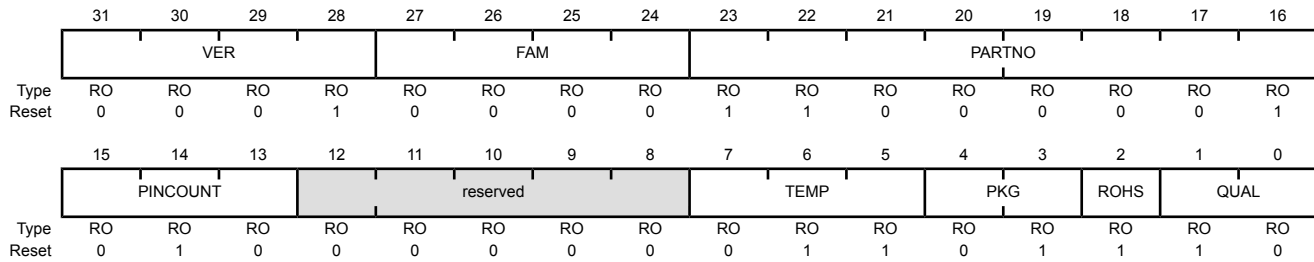 31 30 29 28 27 26 25 24 23 22 21 20 19 18 17 16
VER FAM PARTNO
Type RO RO RO RO RO RO RO RO RO RO RO RO RO RO RO RO
Reset 0 0 0 1 0 0 0 0 1 1 0 0 0 0 0 1
15 14 13 12 11 10 9 8 7 6 5 4 3 2 1 0
PINCOUNT reserved TEMP PKG ROHS QUAL
Type RO RO RO RO RO RO RO RO RO RO RO RO RO RO RO RO
Reset 0 1 0 0 0 0 0 0 0 1 1 0 1 1 1 0